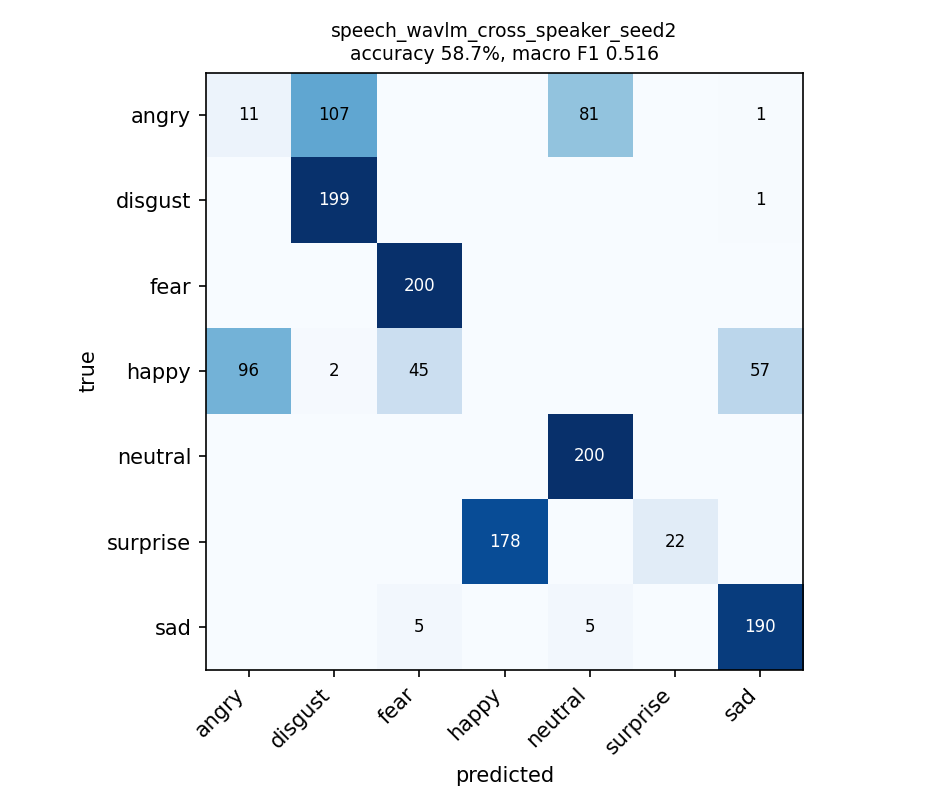 speech_wavlm_cross_speaker_seed2
accuracy 58.7%, macro F1 0.516
true
angry 11 107 81 1
disgust 199 1
fear 200
happy 96 2 45 57
neutral 200
surprise 178 22
sad 5 5 190
angry disgust fear happy neutral surprise sad
predicted